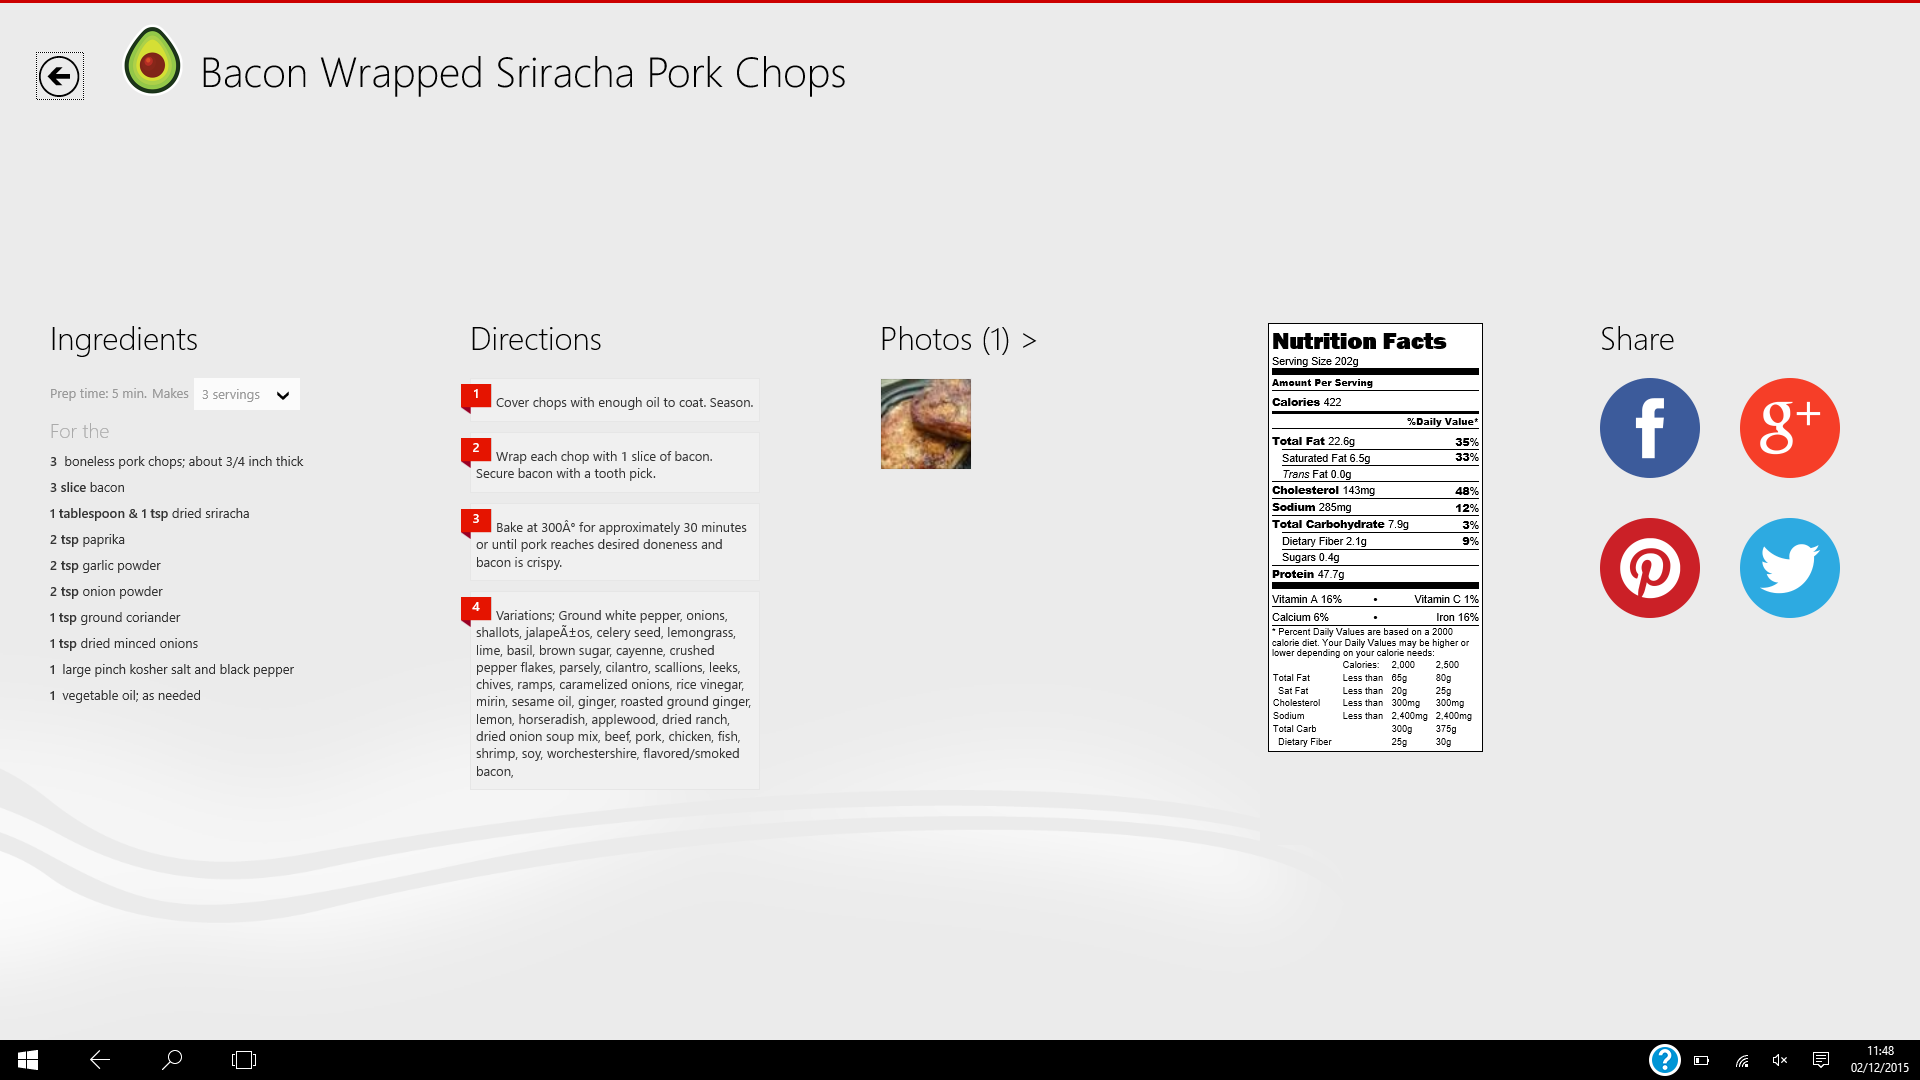 Bacon Wrapped Sriracha Pork Chops
Ingredients
Prep time: 5 min. Makes 3 servings
For the
3 boneless pork chops; about 3/4 inch thick
3 slice bacon
1 tablespoon & 1 tsp dried sriracha
2 tsp paprika
2 tsp garlic powder
2 tsp onion powder
1 tsp ground coriander
1 tsp dried minced onions
1 large pinch kosher salt and black pepper
1 vegetable oil; as needed
Directions
1 Cover chops with enough oil to coat. Season.
2 Wrap each chop with 1 slice of bacon.
Secure bacon with a tooth pick.
3 Bake at 300Âº for approximately 30 minutes
or until pork reaches desired doneness and
bacon is crispy.
4 Variations; Ground white pepper, onions,
shallots, jalapeÃ±os, celery seed, lemongrass,
lime, basil, brown sugar, cayenne, crushed
pepper flakes, parsely, cilantro, scallions, leeks,
chives, ramps, caramelized onions, rice vinegar,
mirin, sesame oil, ginger, roasted ground ginger,
lemon, horseradish, applewood, dried ranch,
dried onion soup mix, beef, pork, chicken, fish,
shrimp, soy, worchestershire, flavored/smoked
bacon,
Photos (1) >
Nutrition Facts
Serving Size 202g
Amount Per Serving
Calories 422
%Daily Value*
Total Fat 22.6g 35%
Saturated Fat 6.5g 33%
Trans Fat 0.0g
Cholesterol 143mg 48%
Sodium 285mg 12%
Total Carbohydrate 7.9g 3%
Dietary Fiber 2.1g 9%
Sugars 0.4g
Protein 47.7g
Vitamin A 16% • Vitamin C 1%
Calcium 6% • Iron 16%
* Percent Daily Values are based on a 2000
calorie diet. Your Daily Values may be higher or
lower depending on your calorie needs:
Calories: 2,000 2,500
Total Fat Less than 65g 80g
Sat Fat Less than 20g 25g
Cholesterol Less than 300mg 300mg
Sodium Less than 2,400mg 2,400mg
Total Carb 300g 375g
Dietary Fiber 25g 30g
Share
f
g+
?
11:48
02/12/2015